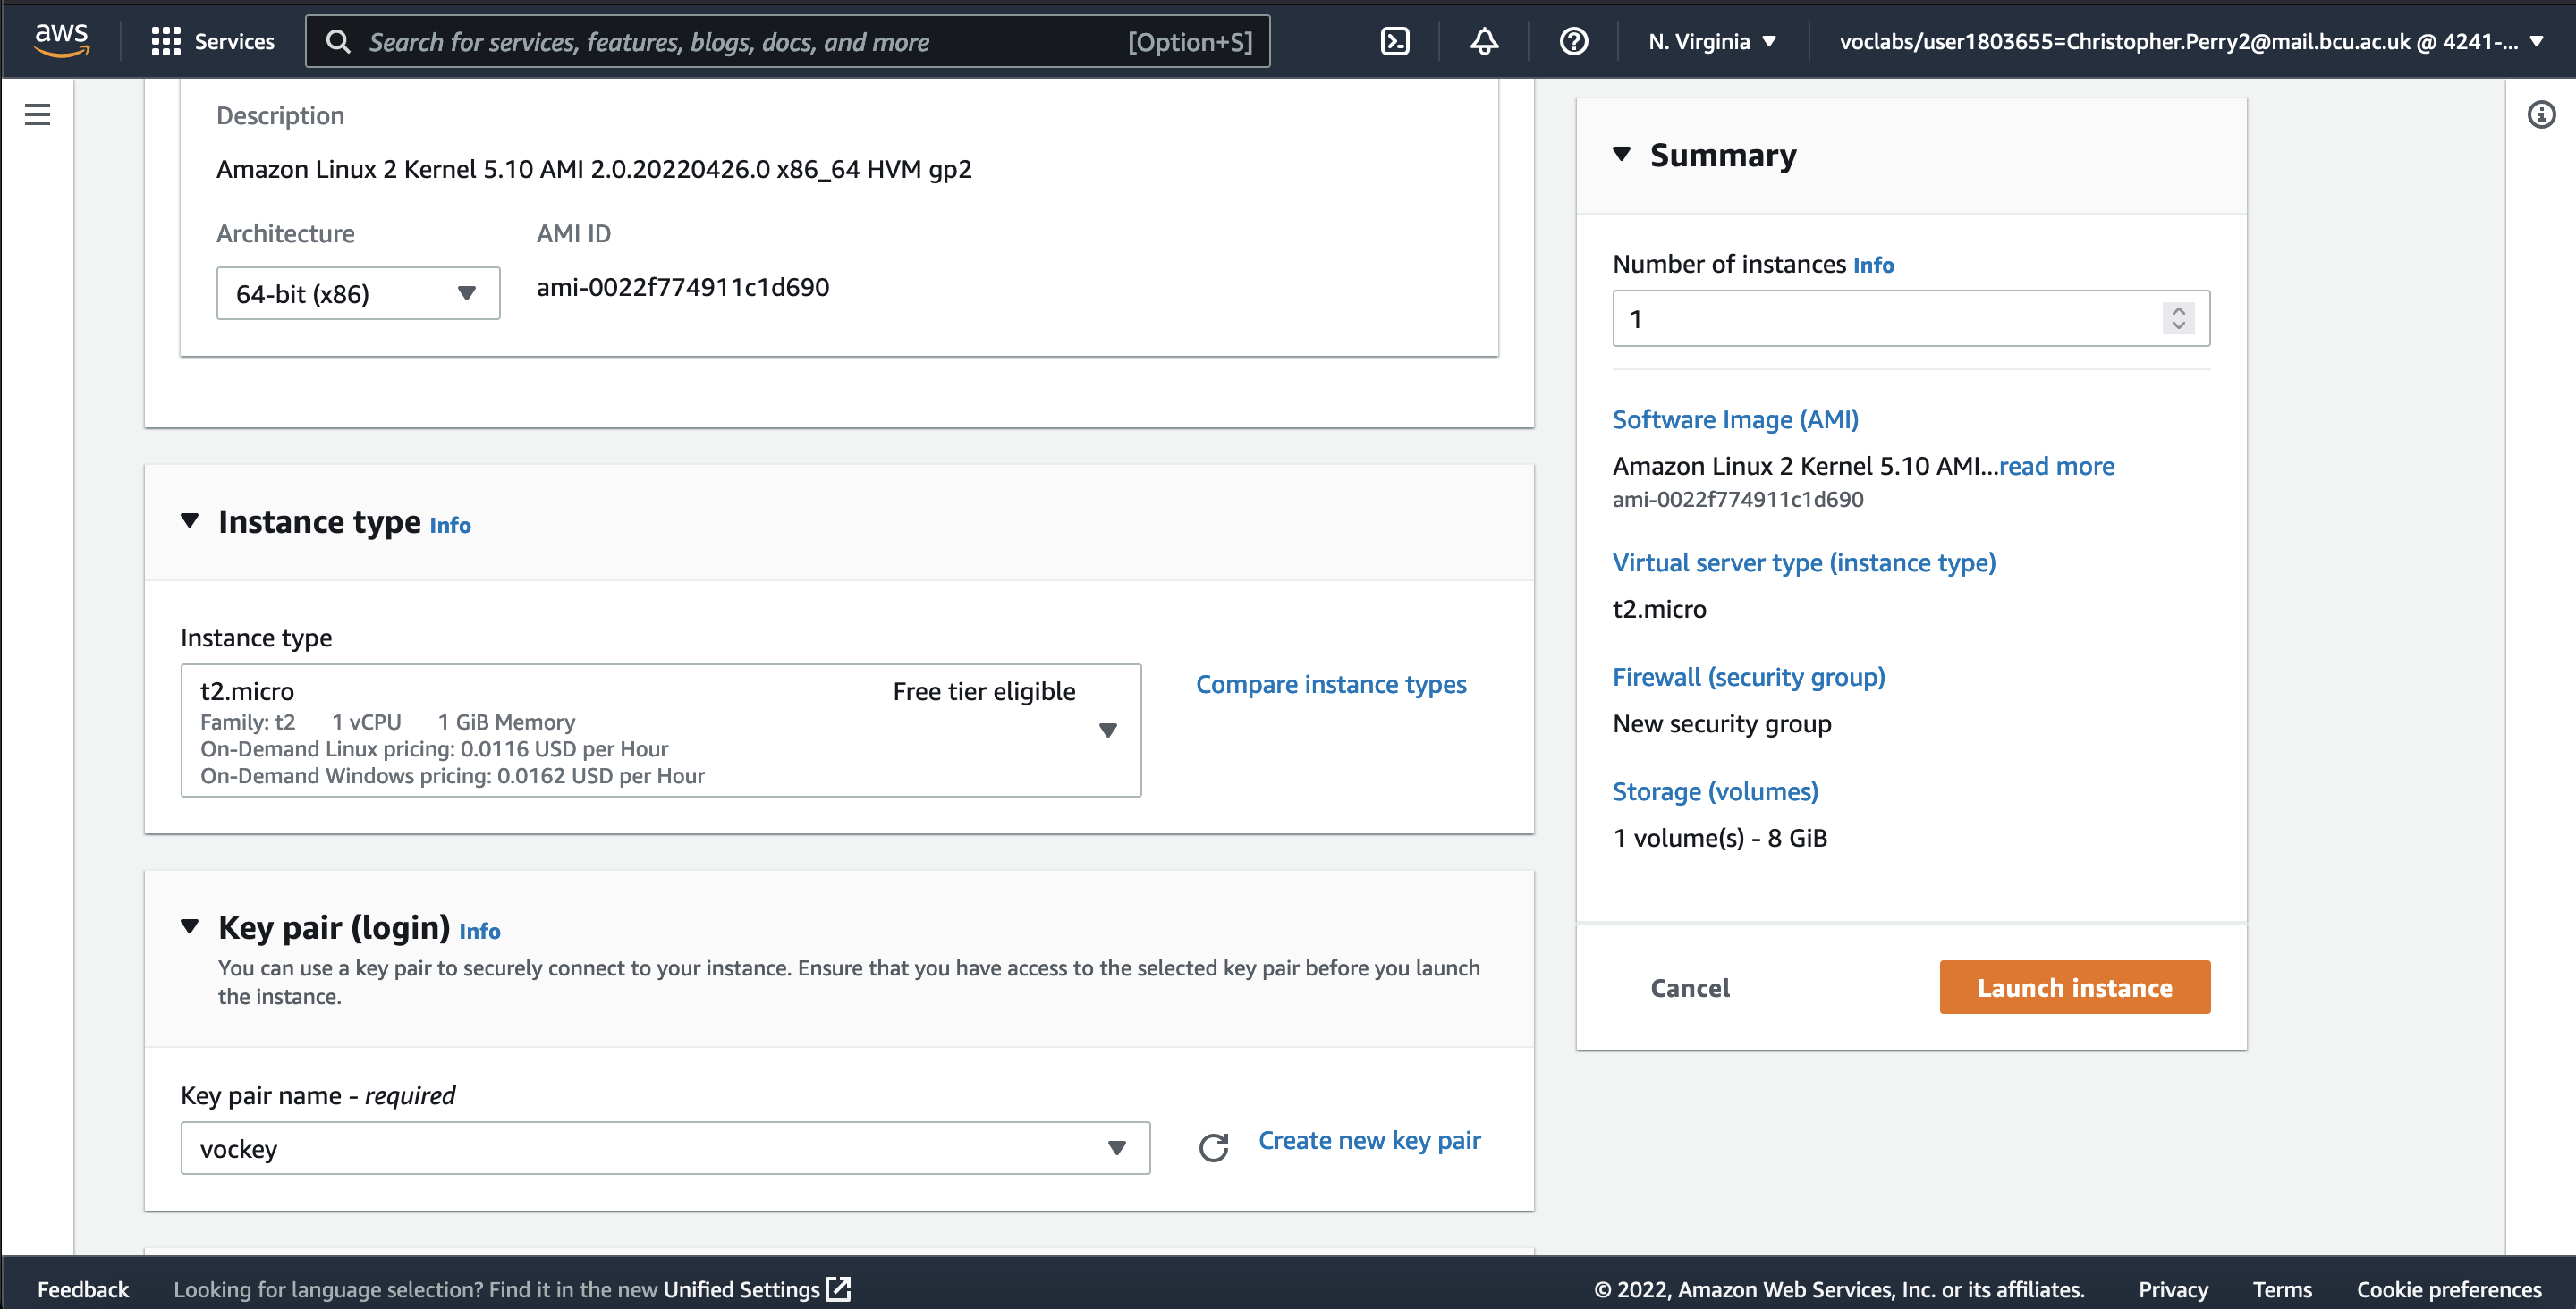 aws
Services
Search for services, features, blogs, docs, and more
[Option+S]
N. Virginia
voclabs/user1803655=Christopher.Perry2@mail.bcu.ac.uk @ 4241-...
Description
Amazon Linux 2 Kernel 5.10 AMI 2.0.20220426.0 x86_64 HVM gp2
Architecture
AMI ID
64-bit (x86)
ami-0022f774911c1d690
Instance type Info
Instance type
t2.micro
Free tier eligible
Family: t2 1 vCPU 1 GiB Memory
On-Demand Linux pricing: 0.0116 USD per Hour
On-Demand Windows pricing: 0.0162 USD per Hour
Compare instance types
Key pair (login) Info
You can use a key pair to securely connect to your instance. Ensure that you have access to the selected key pair before you launch
the instance.
Key pair name - required
vockey
Create new key pair
Summary
Number of instances Info
1
Software Image (AMI)
Amazon Linux 2 Kernel 5.10 AMI...read more
ami-0022f774911c1d690
Virtual server type (instance type)
t2.micro
Firewall (security group)
New security group
Storage (volumes)
1 volume(s) - 8 GiB
Cancel
Launch instance
Feedback
Looking for language selection? Find it in the new Unified Settings
© 2022, Amazon Web Services, Inc. or its affiliates.
Privacy
Terms
Cookie preferences